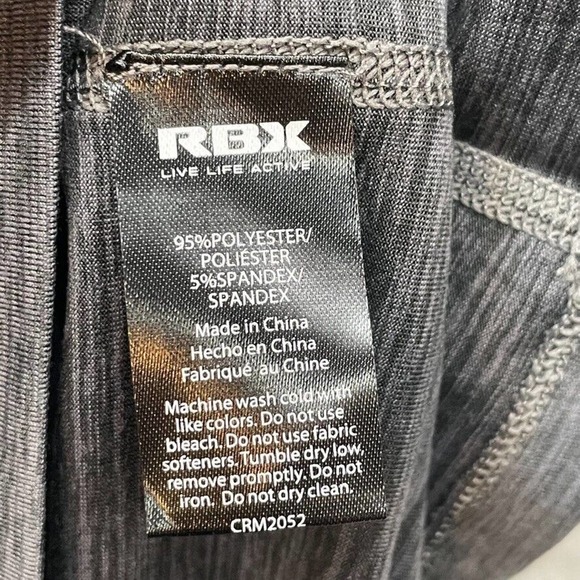 RBX
LIVE LIFE ACTIVE
95%POLYESTER/
POLIÉSTER
5%SPANDEX/
SPANDEX
Made in China
Hecho en China
Fabriqué au Chine
Machine wash cold with
like colors. Do not use
bleach. Do not use fabric
softeners. Tumble dry low,
remove promptly. Do not
iron. Do not dry clean.
CRM2052